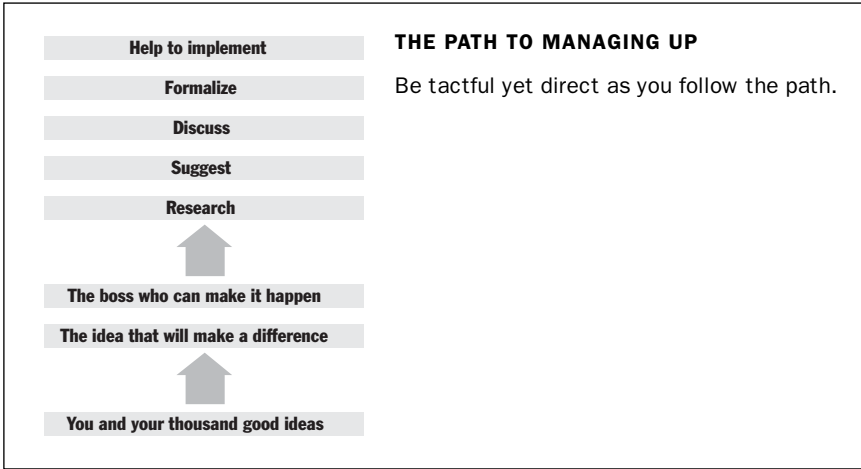 Help to implement
Formalize
Discuss
Suggest
Research
The boss who can make it happen
The idea that will make a difference
You and your thousand good ideas
THE PATH TO MANAGING UP
Be tactful yet direct as you follow the path.